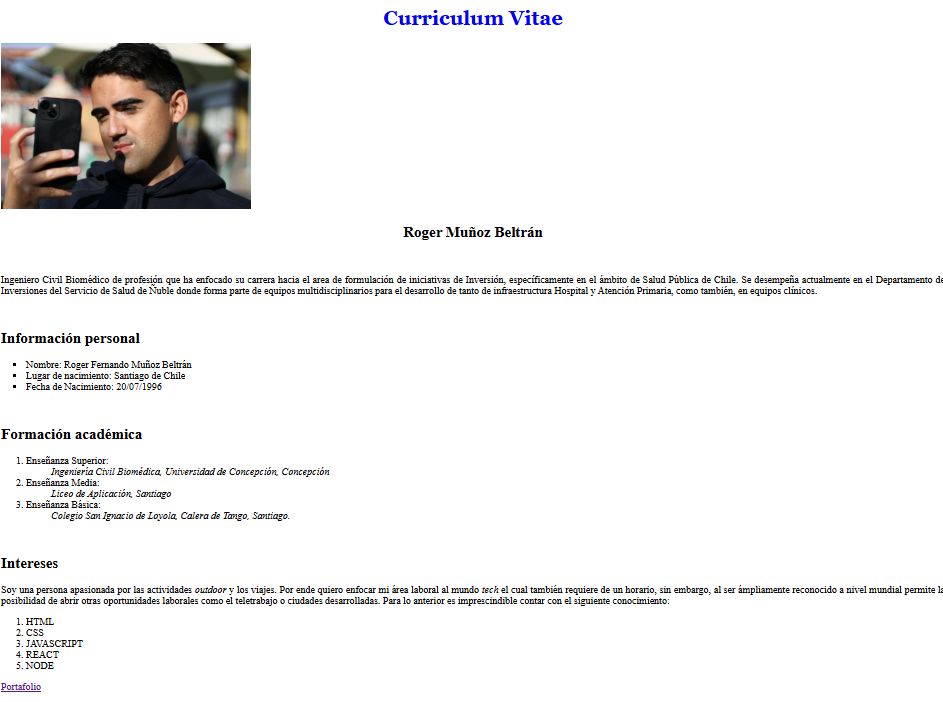 Curriculum Vitae
Roger Muñoz Beltrán
Ingeniero Civil Biomédico de profesión que ha enfocado su carrera hacia el area de formulación de iniciativas de Inversión, específicamente en el ámbito de Salud Pública de Chile. Se desempeña actualmente en el Departamento de
Inversiones del Servicio de Salud de Ñuble donde forma parte de equipos multidisciplinarios para el desarrollo de tanto de infraestructura Hospital y Atención Primaria, como también, en equipos clínicos.
Información personal
▪ Nombre: Roger Fernando Muñoz Beltrán
▪ Lugar de nacimiento: Santiago de Chile
▪ Fecha de Nacimiento: 20/07/1996
Formación académica
1. Enseñanza Superior:
Ingeniería Civil Biomédica, Universidad de Concepción, Concepción
2. Enseñanza Media:
Liceo de Aplicación, Santiago
3. Enseñanza Básica:
Colegio San Ignacio de Loyola, Calera de Tango, Santiago.
Intereses
Soy una persona apasionada por las actividades outdoor y los viajes. Por ende quiero enfocar mi área laboral al mundo tech el cual también requiere de un horario, sin embargo, al ser ámpliamente reconocido a nivel mundial permite la
posibilidad de abrir otras oportunidades laborales como el teletrabajo o ciudades desarrolladas. Para lo anterior es imprescindible contar con el siguiente conocimiento:
1. HTML
2. CSS
3. JAVASCRIPT
4. REACT
5. NODE
Portafolio